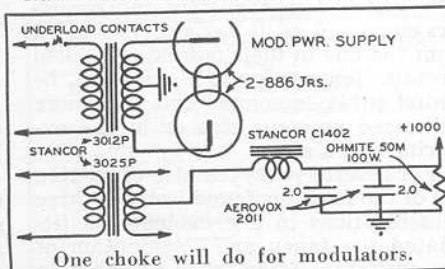 UNDERLOAD CONTACTS
A
MOD. PWR. SUPPLY
2-886 Jrs.
STANCOR C1402
OHMITE 50M
100 W.
+1000
3012P
STANCOR
3025P
2.0
2.0
AEROVOX
2011
One choke will do for modulators.